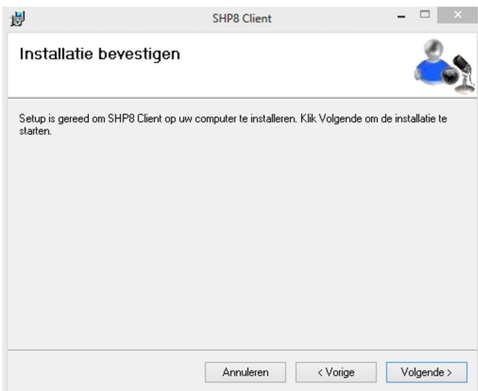 SHP8 Client
Installatie bevestigen
Setup is gereed om SHP8 Client op uw computer te installeren. Klik Volgende om de installatie te
starten.
Annuleren
< Vorige
Volgende >